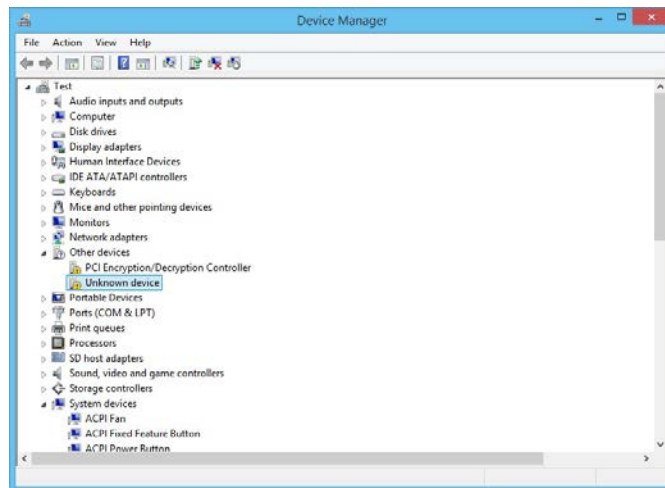 Device Manager
File Action View Help
Test
Audio inputs and outputs
Computer
Disk drives
Display adapters
Human Interface Devices
IDE ATA/ATAPI controllers
Keyboards
Mice and other pointing devices
Monitors
Network adapters
Other devices
PCI Encryption/Decryption Controller
Unknown device
Portable Devices
Ports (COM & LPT)
Print queues
Processors
SD host adapters
Sound, video and game controllers
Storage controllers
System devices
ACPI Fan
ACPI Fixed Feature Button
ACPI Power Button